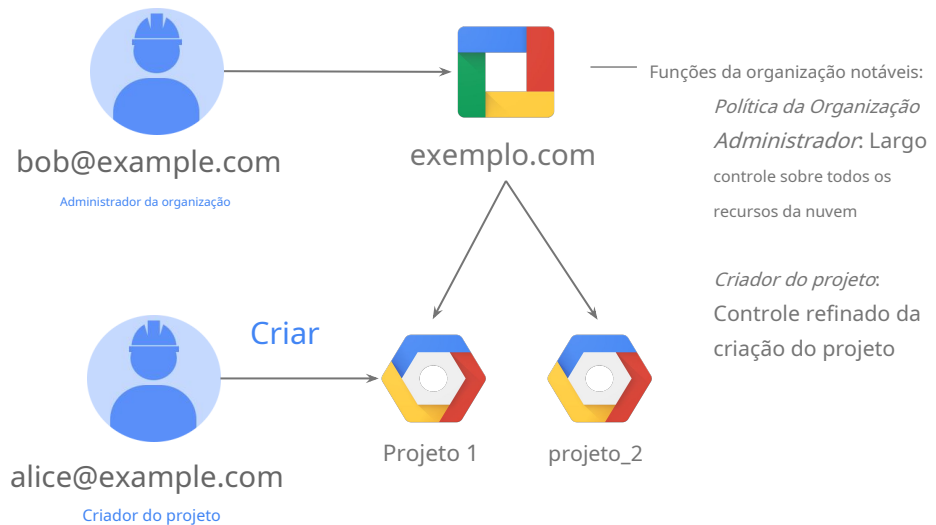 bob@example.com
Administrador da organização
exemplo.com
Funções da organização notáveis:
Política da Organização
Administrador: Largo
controle sobre todos os
recursos da nuvem
Criador do projeto:
Controle refinado da
criação do projeto
Criar
alice@example.com
Criador do projeto
Projeto 1
projeto_2